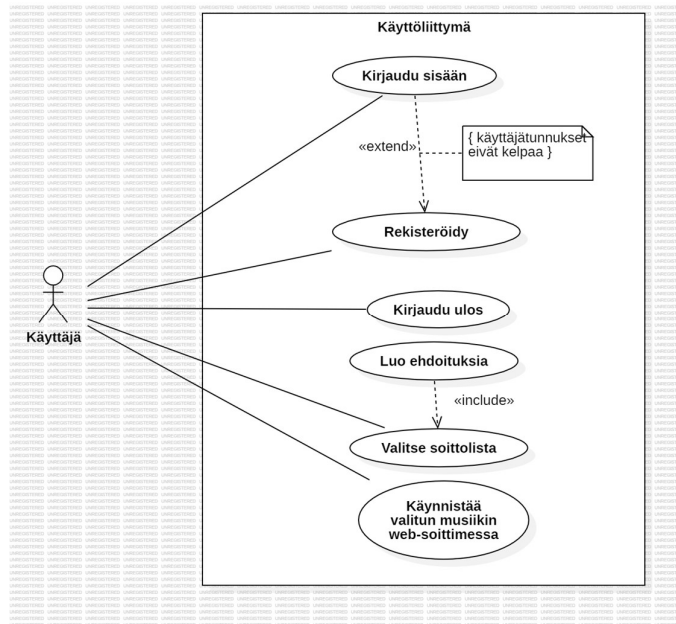 Käyttöliittymä
Kirjaudu sisään
«extend»
{ käyttäjätunnukset
eivät kelpaa }
Rekisteröidy
Kirjaudu ulos
Käyttäjä
Luo ehdoituksia
«include»
Valitse soittolista
Käynnistää
valitun musiikin
web-soittimessa